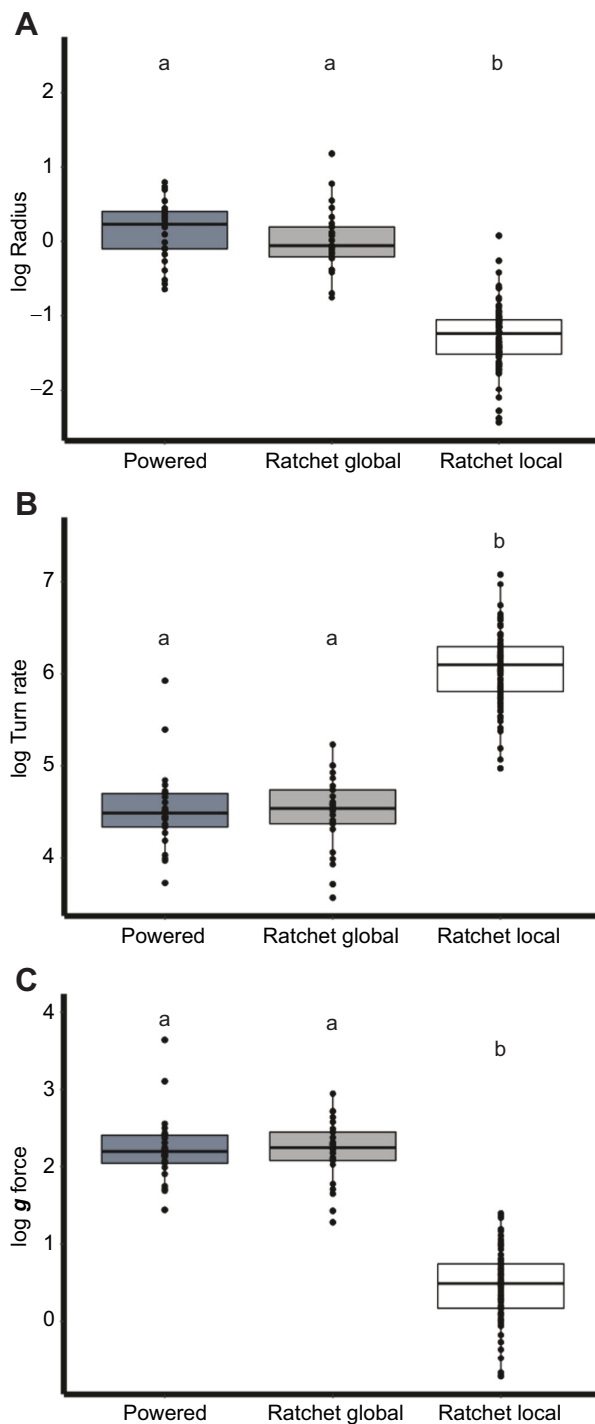 A
a a b
2
1
0
–1
–2
log Radius
Powered Ratchet global Ratchet local
B
b
a a
7
6
5
4
log Turn rate
Powered Ratchet global Ratchet local
C
a a b
4
3
2
1
0
log g force
Powered Ratchet global Ratchet local